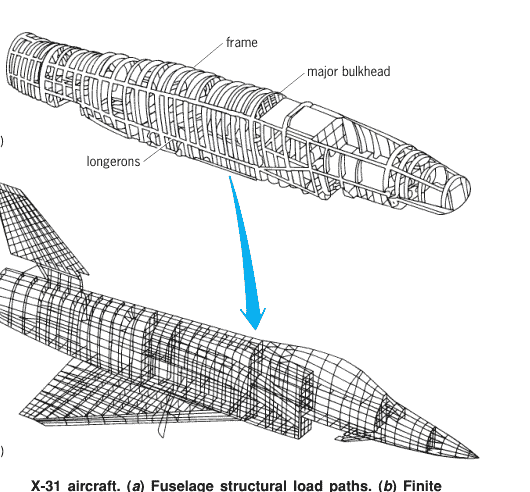 frame
major bulkhead
)
longerons
)
X-31 aircraft. (a) Fuselage structural load paths. (b) Finite